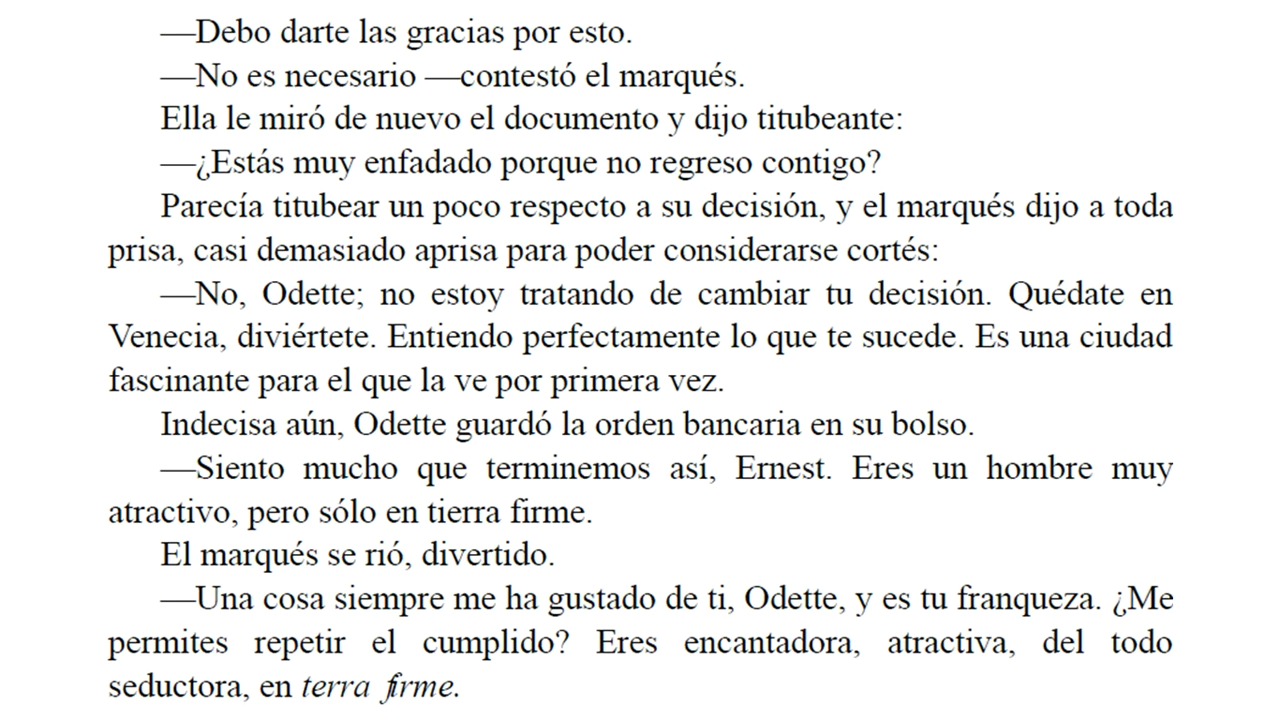 —Debo darte las gracias por esto.
—No es necesario —contestó el marqués.
Ella le miró de nuevo el documento y dijo titubeante:
—¿Estás muy enfadado porque no regreso contigo?
Parecía titubear un poco respecto a su decisión, y el marqués dijo a toda
prisa, casi demasiado aprisa para poder considerarse cortés:
—No, Odette; no estoy tratando de cambiar tu decisión. Quédate en
Venecia, diviértete. Entiendo perfectamente lo que te sucede. Es una ciudad
fascinante para el que la ve por primera vez.
Indecisa aún, Odette guardó la orden bancaria en su bolso.
—Siento mucho que terminemos así, Ernest. Eres un hombre muy
atractivo, pero sólo en tierra firme.
El marqués se rió, divertido.
—Una cosa siempre me ha gustado de ti, Odette, y es tu franqueza. ¿Me
permites repetir el cumplido? Eres encantadora, atractiva, del todo
seductora, en terra firme.